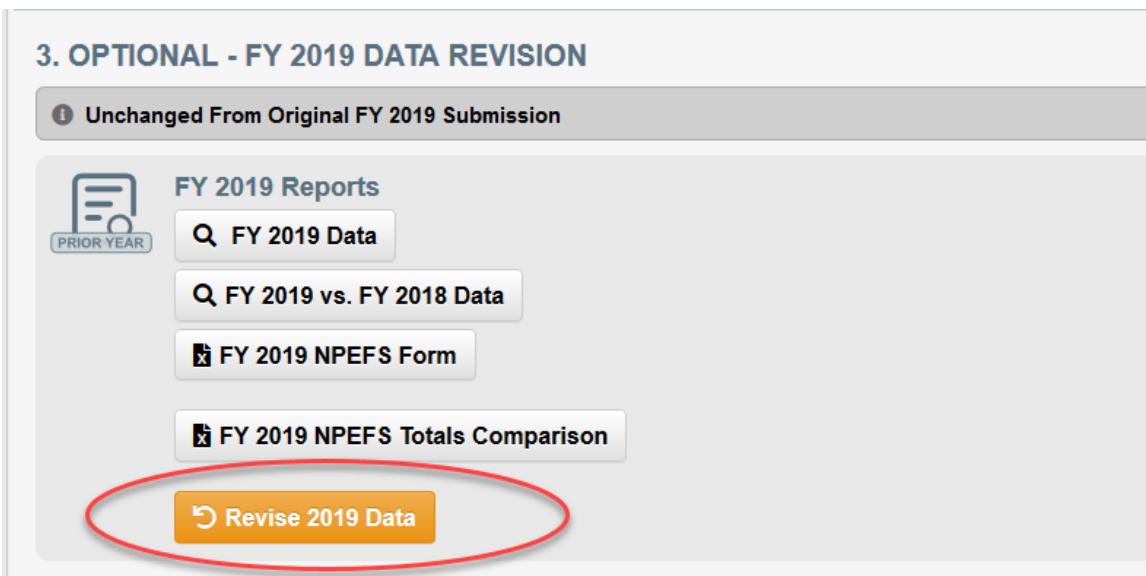 3. OPTIONAL - FY 2019 DATA REVISION
Unchanged From Original FY 2019 Submission
FY 2019 Reports
PRIOR YEAR
FY 2019 Data
FY 2019 vs. FY 2018 Data
FY 2019 NPEFS Form
FY 2019 NPEFS Totals Comparison
Revise 2019 Data